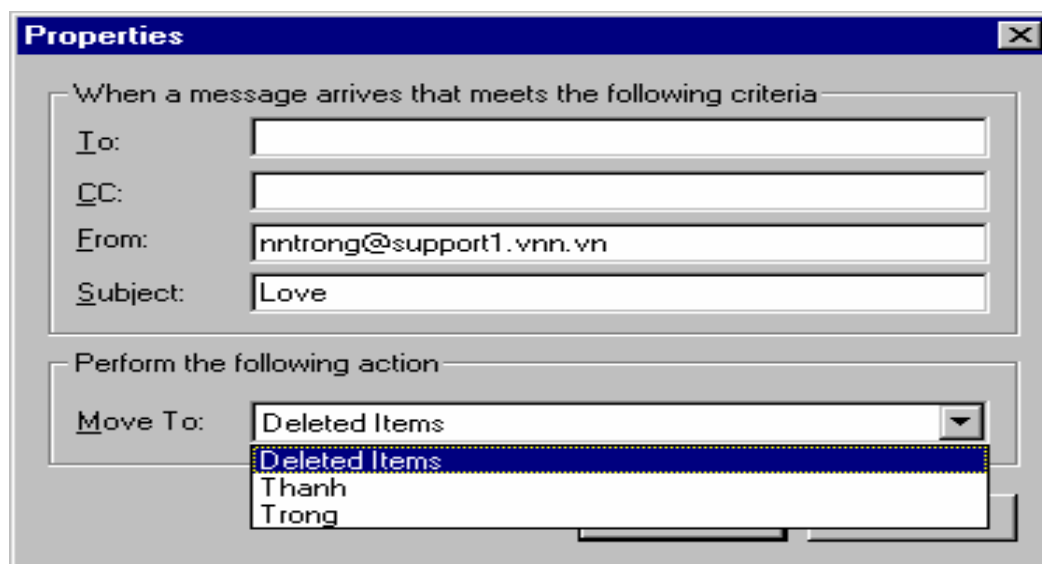 Properties
When a message arrives that meets the following criteria
To:
CC:
From: nntrong@support1.vnn.vn
Subject: Love
Perform the following action
Move To: Deleted Items
Deleted Items
Thanh
Trong